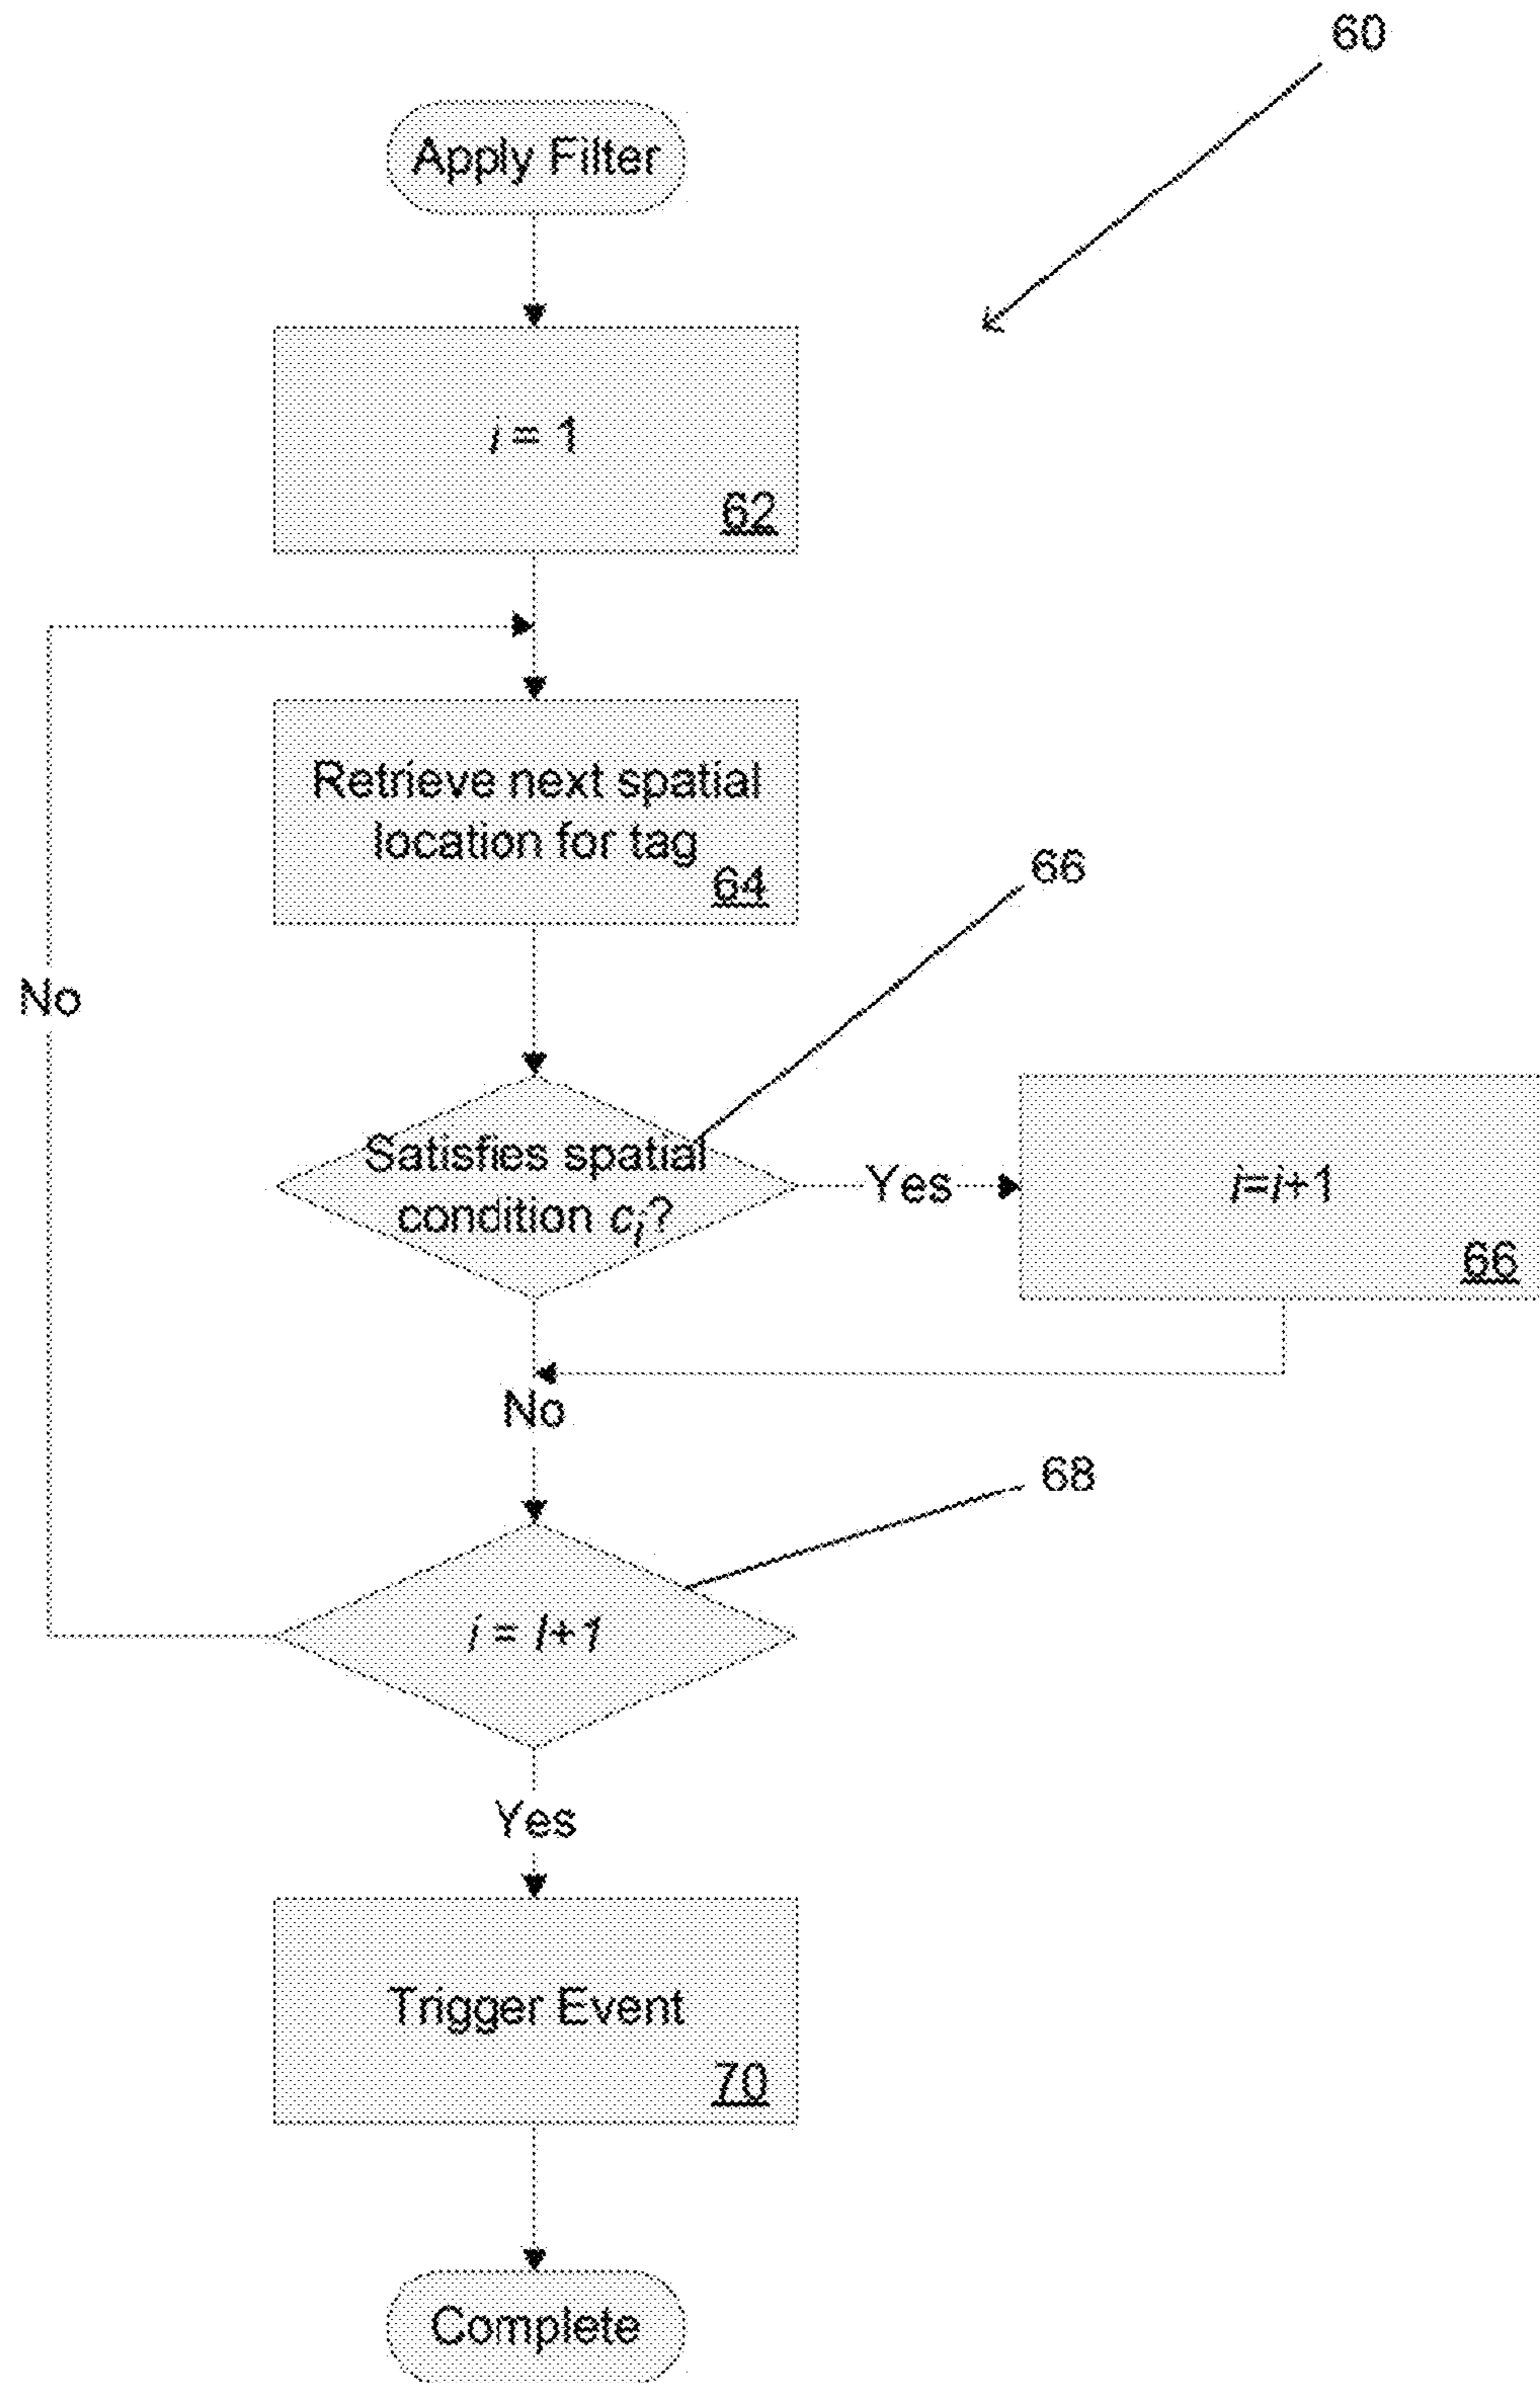 60
Apply Filter
i = 1
62
Retrieve next spatial
location for tag
64
66
No
Satisfies spatial
condition ci?
Yes
i=i+1
66
No
68
i = I+1
Yes
Trigger Event
70
Complete